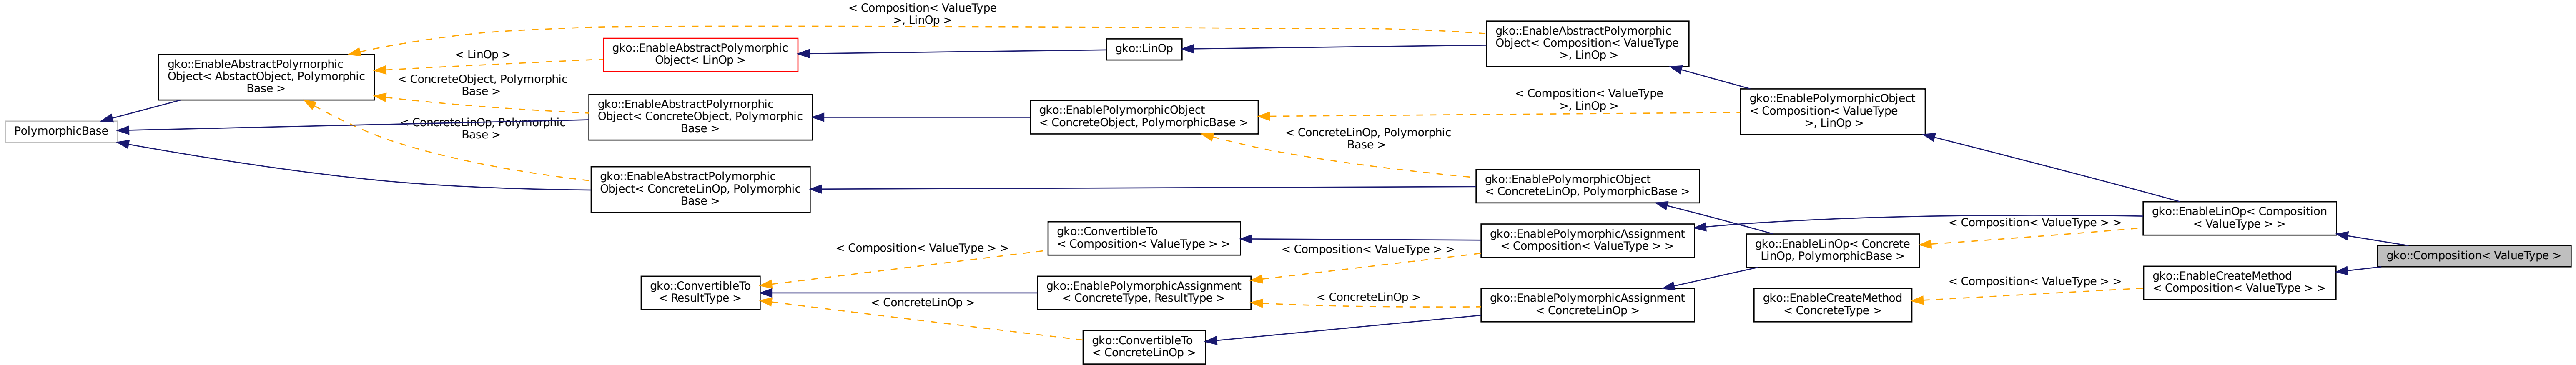 < Composition< ValueType
>, LinOp >
gko::EnableAbstractPolymorphic
Object< Composition< ValueType
>, LinOp >
gko::LinOp
gko::EnableAbstractPolymorphic
Object< LinOp >
< LinOp >
gko::EnableAbstractPolymorphic
Object< AbstactObject, Polymorphic
Base >
< ConcreteObject, Polymorphic
Base >
gko::EnableAbstractPolymorphic
Object< ConcreteObject, Polymorphic
Base >
gko::EnablePolymorphicObject
< ConcreteObject, PolymorphicBase >
< Composition< ValueType
>, LinOp >
gko::EnablePolymorphicObject
< Composition< ValueType
>, LinOp >
PolymorphicBase
< ConcreteLinOp, Polymorphic
Base >
< ConcreteLinOp, Polymorphic
Base >
gko::EnableAbstractPolymorphic
Object< ConcreteLinOp, Polymorphic
Base >
gko::EnablePolymorphicObject
< ConcreteLinOp, PolymorphicBase >
gko::EnableLinOp< Composition
< ValueType > >
gko::ConvertibleTo
< Composition< ValueType > >
gko::EnablePolymorphicAssignment
< Composition< ValueType > >
gko::EnableLinOp< Concrete
LinOp, PolymorphicBase >
< Composition< ValueType > >
< Composition< ValueType > >
< Composition< ValueType > >
gko::Composition< ValueType >
gko::ConvertibleTo
< ResultType >
gko::EnablePolymorphicAssignment
< ConcreteType, ResultType >
< ConcreteLinOp >
< ConcreteLinOp >
gko::EnablePolymorphicAssignment
< ConcreteLinOp >
gko::EnableCreateMethod
< ConcreteType >
< Composition< ValueType > >
gko::EnableCreateMethod
< Composition< ValueType > >
gko::ConvertibleTo
< ConcreteLinOp >